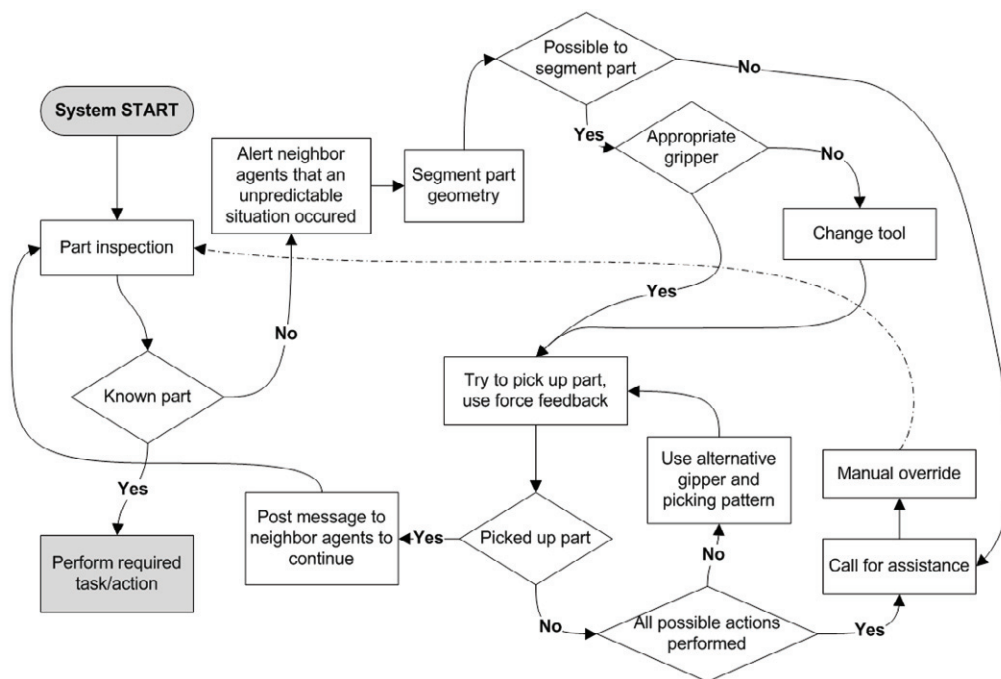 Possible to
segment part
No
System START
Yes
Appropriate
gripper
No
Alert neighbor
agents that an
unpredictable
situation occured
Segment part
geometry
Part inspection
Change tool
Yes
No
Known part
Try to pick up part,
use force feedback
Yes
Use alternative
gipper and
picking pattern
Manual override
Post message to
neighbor agents to
continue
Yes
Picked up part
No
Perform required
task/action
Call for assistance
No
All possible actions
performed
Yes